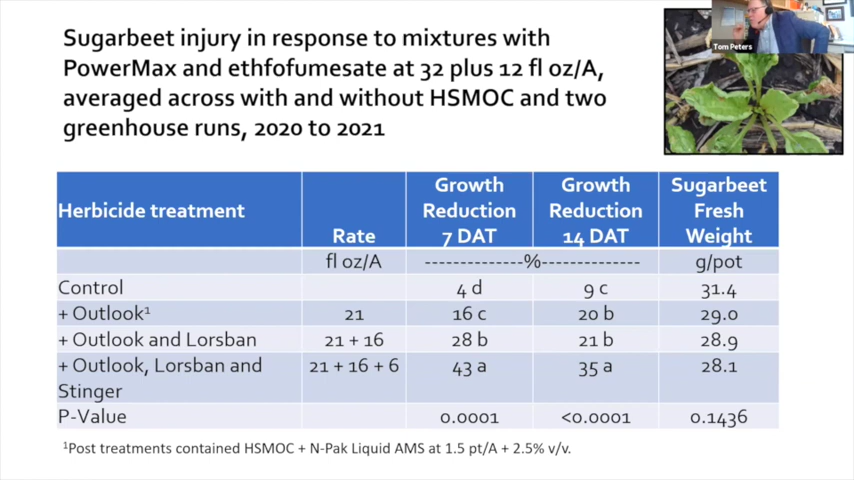 Sugarbeet injury in response to mixtures with
PowerMax and ethfofumesate at 32 plus 12 fl oz/A,
averaged across with and without HSMOC and two
greenhouse runs, 2020 to 2021
Tom Peters
Herbicide treatment Rate Growth Reduction 7 DAT Growth Reduction 14 DAT Sugarbeet Fresh Weight
fl oz/A --------------%-------------- g/pot
Control 4 d 9 c 31.4
+ Outlook¹ 21 16 c 20 b 29.0
+ Outlook and Lorsban 21 + 16 28 b 21 b 28.9
+ Outlook, Lorsban and Stinger 21 + 16 + 6 43 a 35 a 28.1
P-Value 0.0001 <0.0001 0.1436
¹Post treatments contained HSMOC + N-Pak Liquid AMS at 1.5 pt/A + 2.5% v/v.